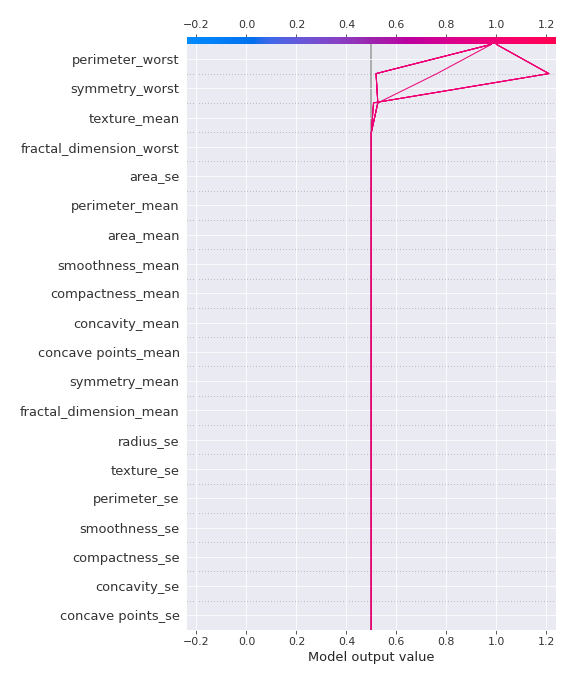 −0.2 0.0 0.2 0.4 0.6 0.8 1.0 1.2
perimeter_worst
symmetry_worst
texture_mean
fractal_dimension_worst
area_se
perimeter_mean
area_mean
smoothness_mean
compactness_mean
concavity_mean
concave points_mean
symmetry_mean
fractal_dimension_mean
radius_se
texture_se
perimeter_se
smoothness_se
compactness_se
concavity_se
concave points_se
−0.2 0.0 0.2 0.4 0.6 0.8 1.0 1.2
Model output value